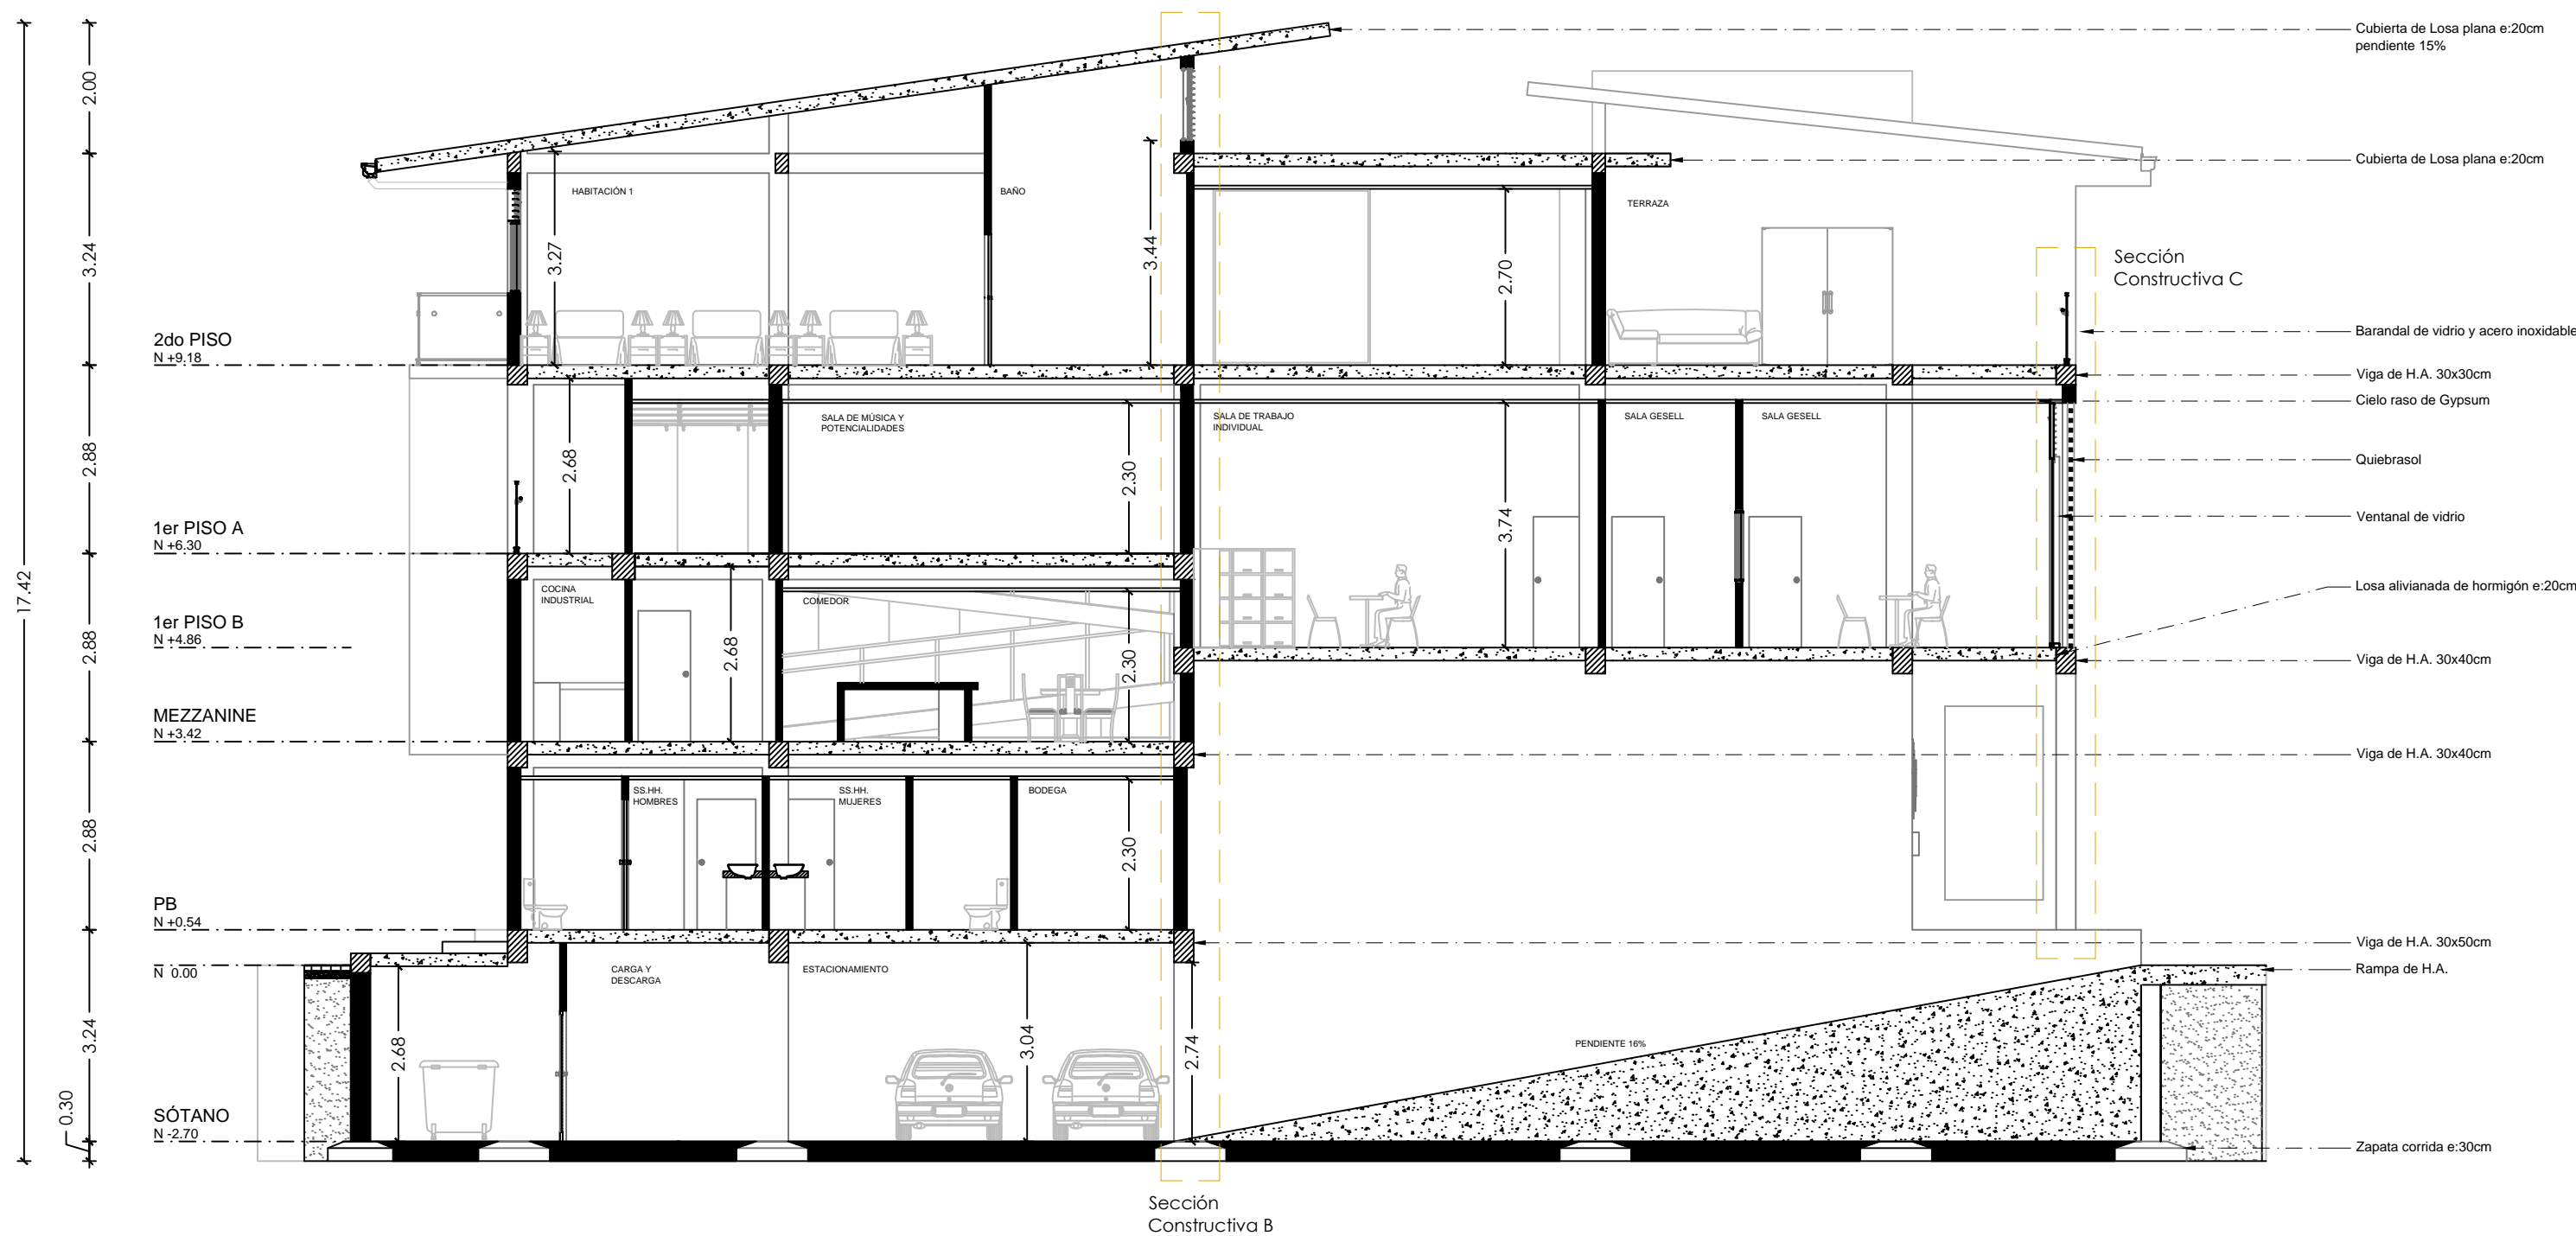 Cubierta de Losa plana e:20cm
pendiente 15%
2.00
Cubierta de Losa plana e:20cm
HABITACIÓN 1
BAÑO
TERRAZA
3.24
3.27
3.44
2.70
Sección
Constructiva C
2do PISO
N +9.18
Barandal de vidrio y acero inoxidable
Viga de H.A. 30x30cm
Cielo raso de Gypsum
SALA DE MÚSICA Y
POTENCIALIDADES
SALA DE TRABAJO
INDIVIDUAL
SALA GESELL
SALA GESELL
2.88
2.68
2.30
3.74
Quiebrasol
Ventanal de vidrio
1er PISO A
N +6.30
17.42
COCINA
INDUSTRIAL
COMEDOR
Losa alivianada de hormigón e:20cm
1er PISO B
N +4.86
2.88
2.68
2.30
Viga de H.A. 30x40cm
MEZZANINE
N +3.42
Viga de H.A. 30x40cm
SS.HH.
HOMBRES
SS.HH.
MUJERES
BODEGA
2.88
2.30
PB
N +0.54
Viga de H.A. 30x50cm
N 0.00
CARGA Y
DESCARGA
ESTACIONAMIENTO
Rampa de H.A.
3.24
2.68
3.04
2.74
PENDIENTE 16%
0.30
SÓTANO
N -2.70
Zapata corrida e:30cm
Sección
Constructiva B